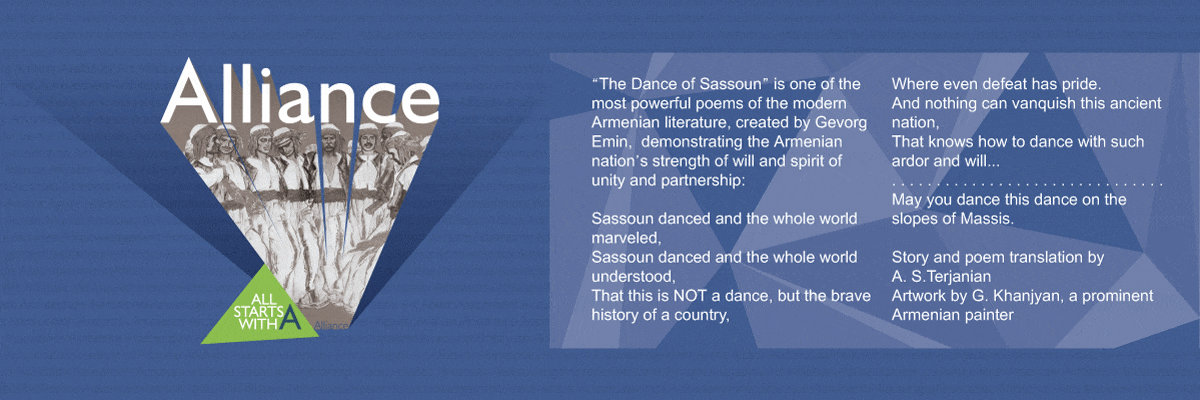 Alliance
ALL
STARTS
WITH A
Alliance
“The Dance of Sassoun” is one of the
most powerful poems of the modern
Armenian literature, created by Gevorg
Emin,  demonstrating the Armenian
nation’s strength of will and spirit of
unity and partnership:
Sassoun danced and the whole world
marveled,
Sassoun danced and the whole world
understood,
That this is NOT a dance, but the brave
history of a country,
Where even defeat has pride.
And nothing can vanquish this ancient
nation,
That knows how to dance with such
ardor and will...
. . . . . . . . . . . . . . . . . . . . . . . . . . . . . . .
May you dance this dance on the
slopes of Massis.
Story and poem translation by
A. S.Terjanian
Artwork by G. Khanjyan, a prominent
Armenian painter